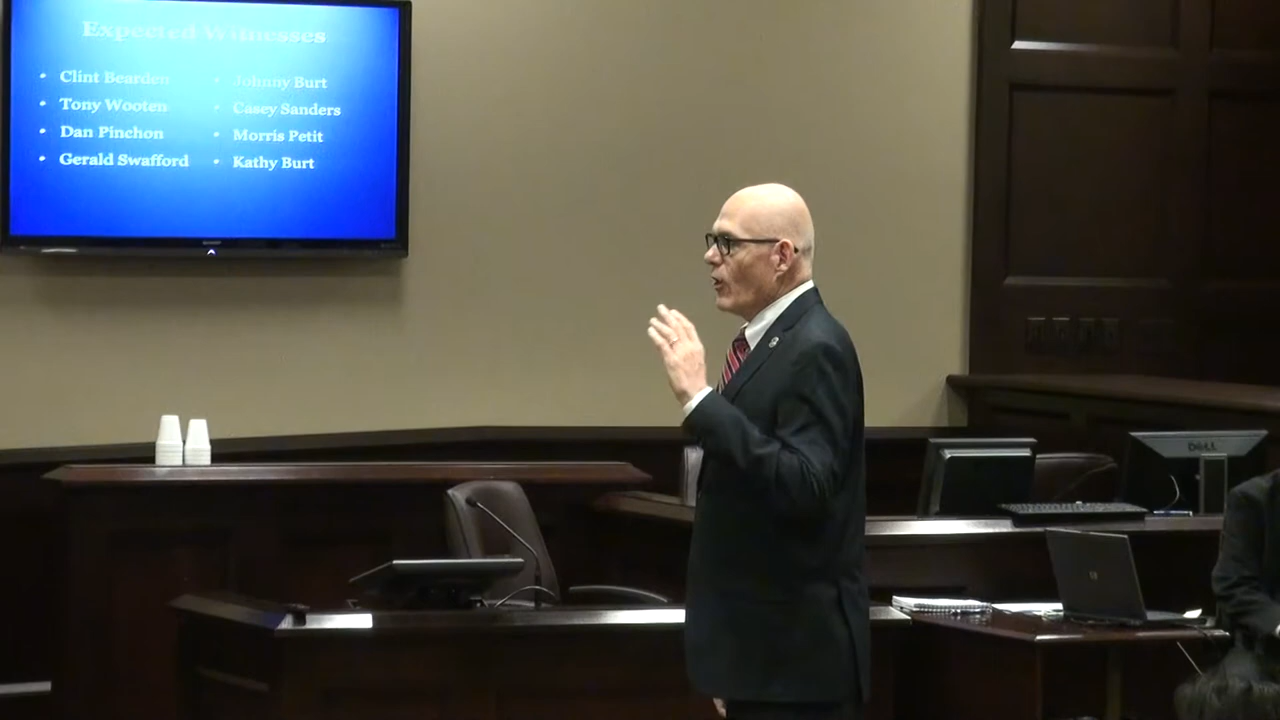 Expected Witnesses
• Clint Bearden
• Tony Wooten
• Dan Pinchon
• Gerald Swafford
• Johnny Burt
• Casey Sanders
• Morris Petit
• Kathy Burt
SHARP
DELL